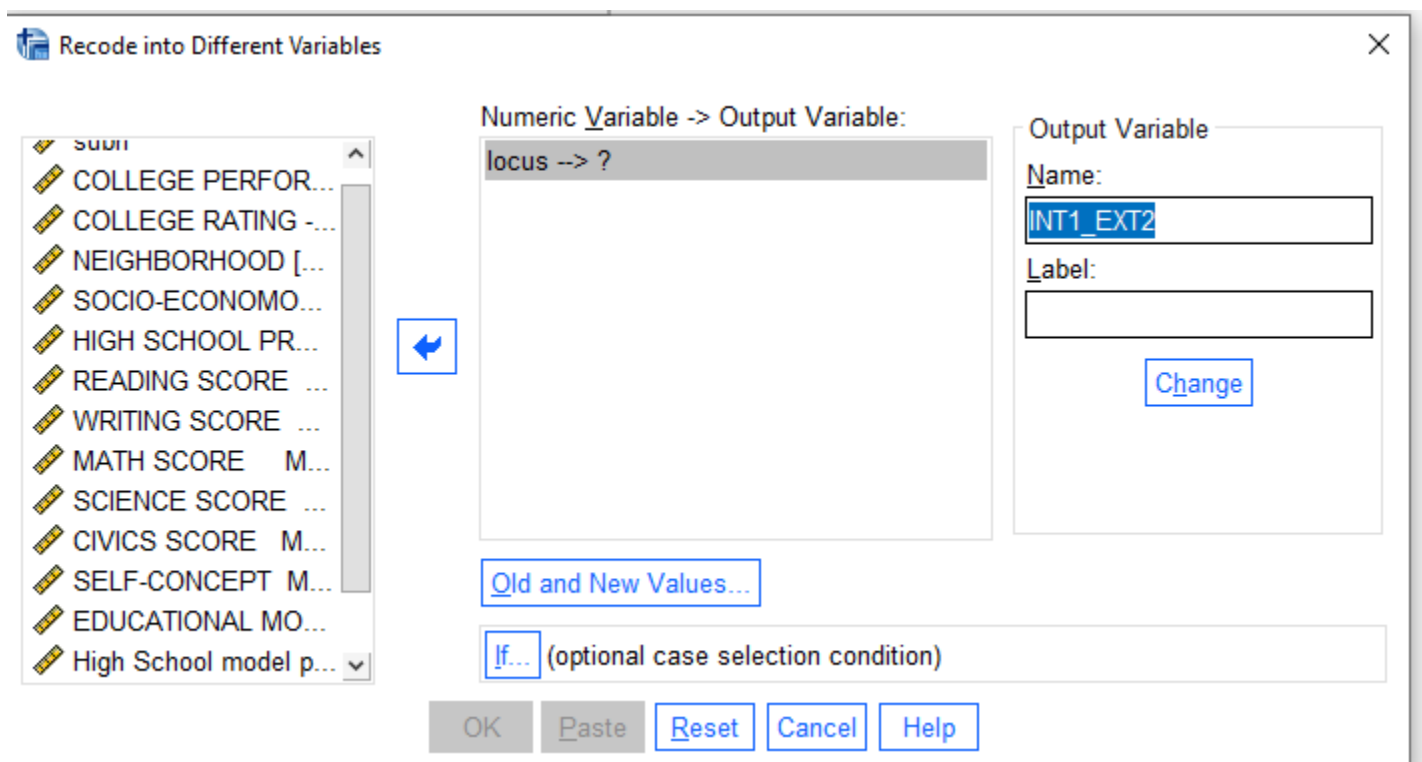 Recode into Different Variables
subn
COLLEGE PERFOR...
COLLEGE RATING -...
NEIGHBORHOOD [...
SOCIO-ECONOMO...
HIGH SCHOOL PR...
READING SCORE ...
WRITING SCORE ...
MATH SCORE M...
SCIENCE SCORE ...
CIVICS SCORE M...
SELF-CONCEPT M...
EDUCATIONAL MO...
High School model p...
Numeric Variable -> Output Variable:
locus --> ?
Old and New Values...
If... (optional case selection condition)
Output Variable
Name:
INT1_EXT2
Label:
Change
OK Paste Reset Cancel Help